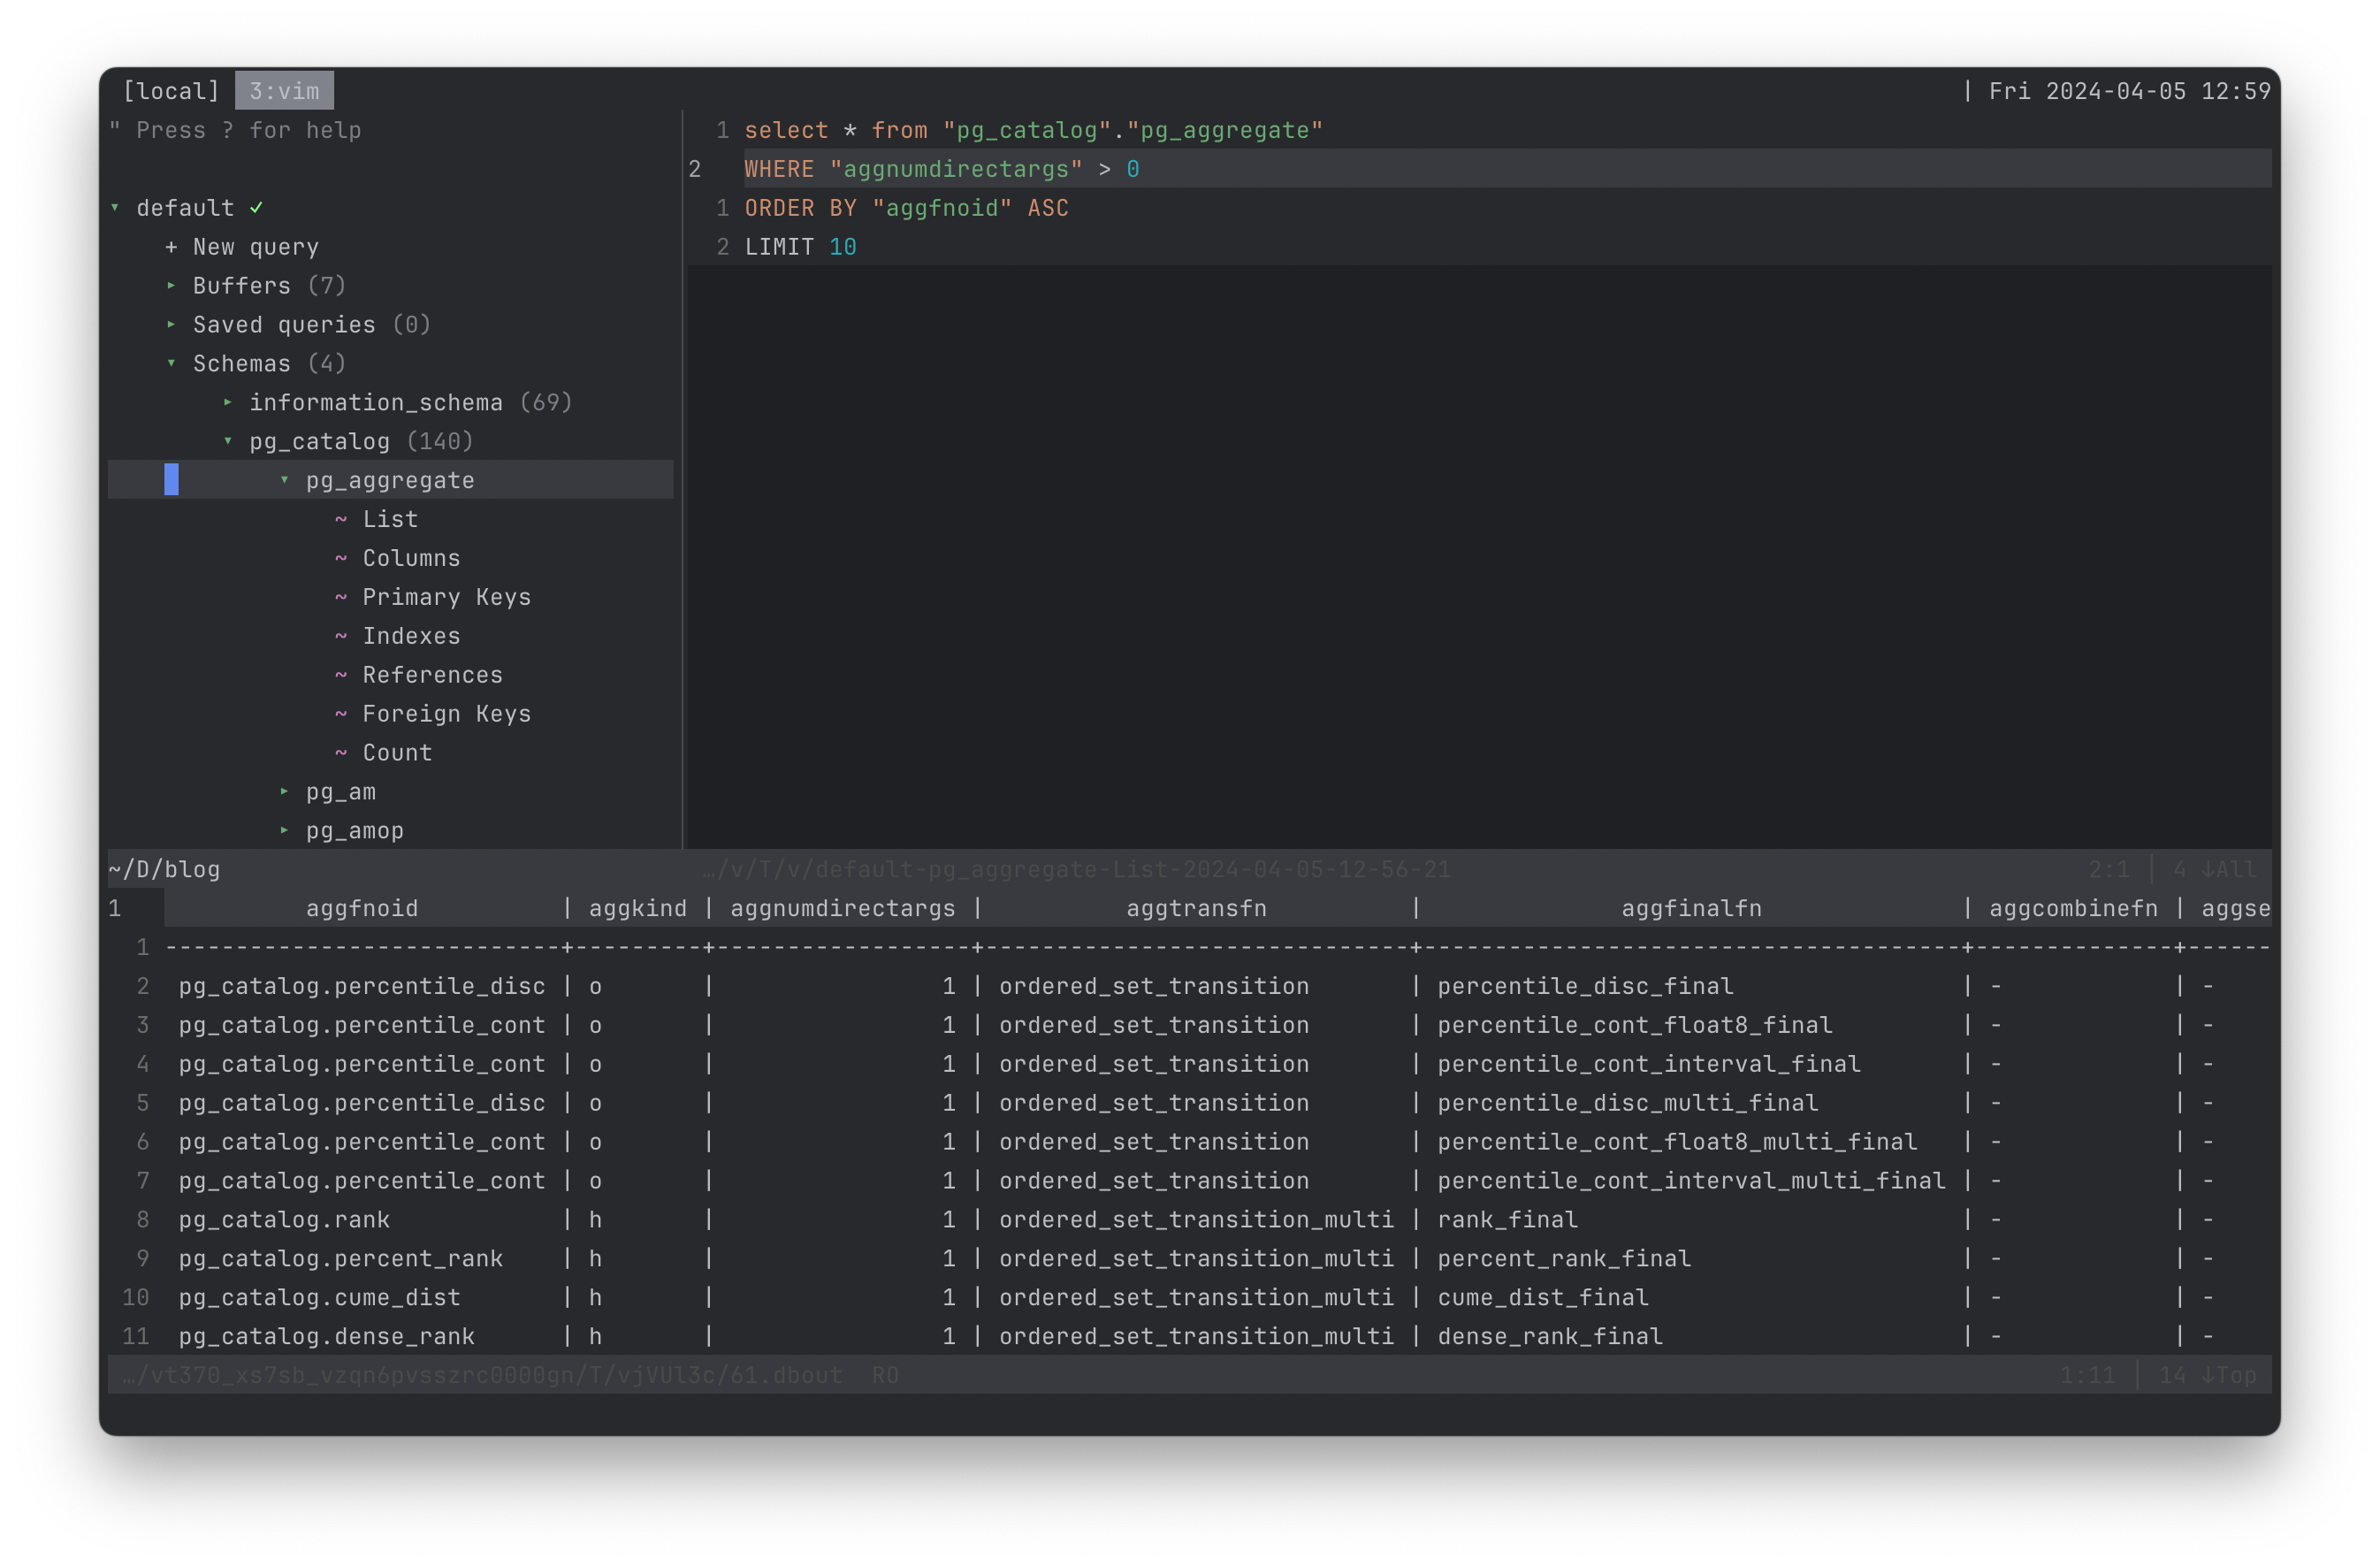 [local] 3:vim | Fri 2024-04-05 12:59
" Press ? for help
▾ default ✓
+ New query
▸ Buffers (7)
▸ Saved queries (0)
▾ Schemas (4)
▸ information_schema (69)
▾ pg_catalog (140)
▾ pg_aggregate
~ List
~ Columns
~ Primary Keys
~ Indexes
~ References
~ Foreign Keys
~ Count
▸ pg_am
▸ pg_amop
1 select * from "pg_catalog"."pg_aggregate"
2 WHERE "aggnumdirectargs" > 0
1 ORDER BY "aggfnoid" ASC
2 LIMIT 10
~/D/blog …/v/T/v/default-pg_aggregate-List-2024-04-05-12-56-21 2:1 | 4 ↓All
1 aggfnoid | aggkind | aggnumdirectargs | aggtransfn | aggfinalfn | aggcombinefn | aggse
1 ----------------------------+---------+------------------+------------------------------+--------------------------------------+--------------+------
2 pg_catalog.percentile_disc | o | 1 | ordered_set_transition | percentile_disc_final | - | -
3 pg_catalog.percentile_cont | o | 1 | ordered_set_transition | percentile_cont_float8_final | - | -
4 pg_catalog.percentile_cont | o | 1 | ordered_set_transition | percentile_cont_interval_final | - | -
5 pg_catalog.percentile_disc | o | 1 | ordered_set_transition | percentile_disc_multi_final | - | -
6 pg_catalog.percentile_cont | o | 1 | ordered_set_transition | percentile_cont_float8_multi_final | - | -
7 pg_catalog.percentile_cont | o | 1 | ordered_set_transition | percentile_cont_interval_multi_final | - | -
8 pg_catalog.rank | h | 1 | ordered_set_transition_multi | rank_final | - | -
9 pg_catalog.percent_rank | h | 1 | ordered_set_transition_multi | percent_rank_final | - | -
10 pg_catalog.cume_dist | h | 1 | ordered_set_transition_multi | cume_dist_final | - | -
11 pg_catalog.dense_rank | h | 1 | ordered_set_transition_multi | dense_rank_final | - | -
…/vt370_xs7sb_vzqn6pvsszrc0000gn/T/vjVUl3c/61.dbout RO 1:11 | 14 ↓Top